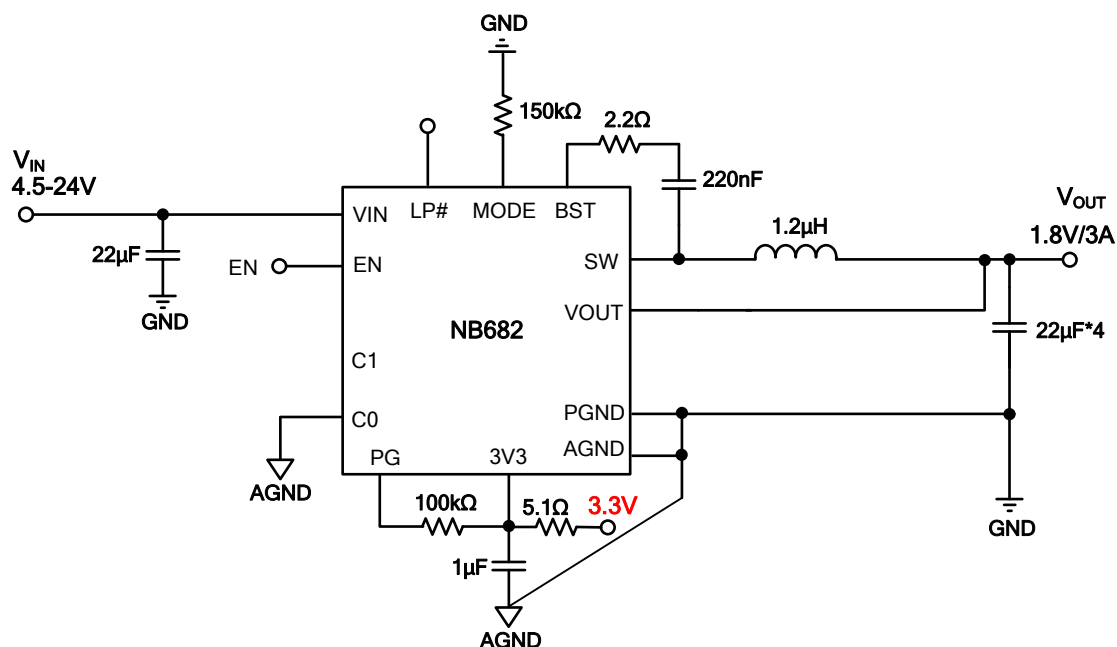 GND
150kΩ
2.2Ω
220nF
V_IN
4.5-24V
22μF
GND
EN
VIN
LP#
MODE
BST
EN
SW
VOUT
NB682
C1
C0
PGND
AGND
PG
3V3
1.2μH
V_OUT
1.8V/3A
22μF*4
GND
AGND
100kΩ
5.1Ω
3.3V
1μF
AGND